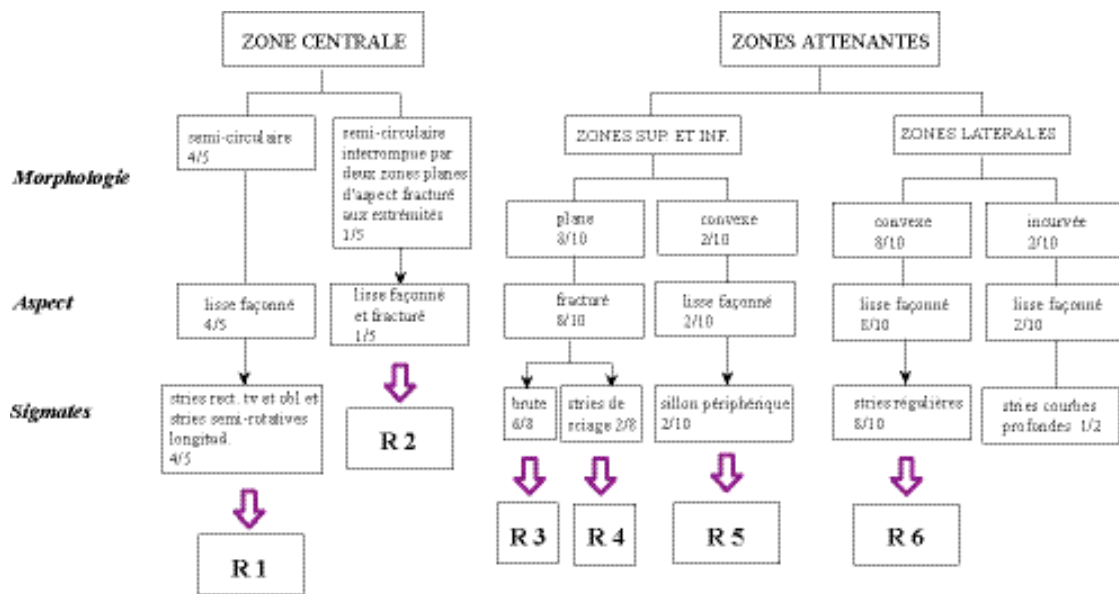 ZONE CENTRALE
ZONES ATTENANTES
ZONES SUP. ET INF.
ZONES LATERALES
Morphologie
semi-circulaire
4/5
semi-circulaire
interrompue par
deux zones planes
d'aspect fracturé
aux extrémités
1/5
plane
8/10
convexe
2/10
convexe
8/10
incurvée
2/10
Aspect
lisse façonné
4/5
lisse façonné
et fracturé
1/5
fracturé
8/10
lisse façonné
2/10
lisse façonné
8/10
lisse façonné
2/10
Sigmates
stries rect. tv et obl. et
stries semi-rotatives
longitud.
4/5
R 2
brute
6/8
stries de
sciage 2/8
sillon périphérique
2/10
stries régulières
8/10
stries courbes
profondes 1/2
R 1
R 3
R 4
R 5
R 6